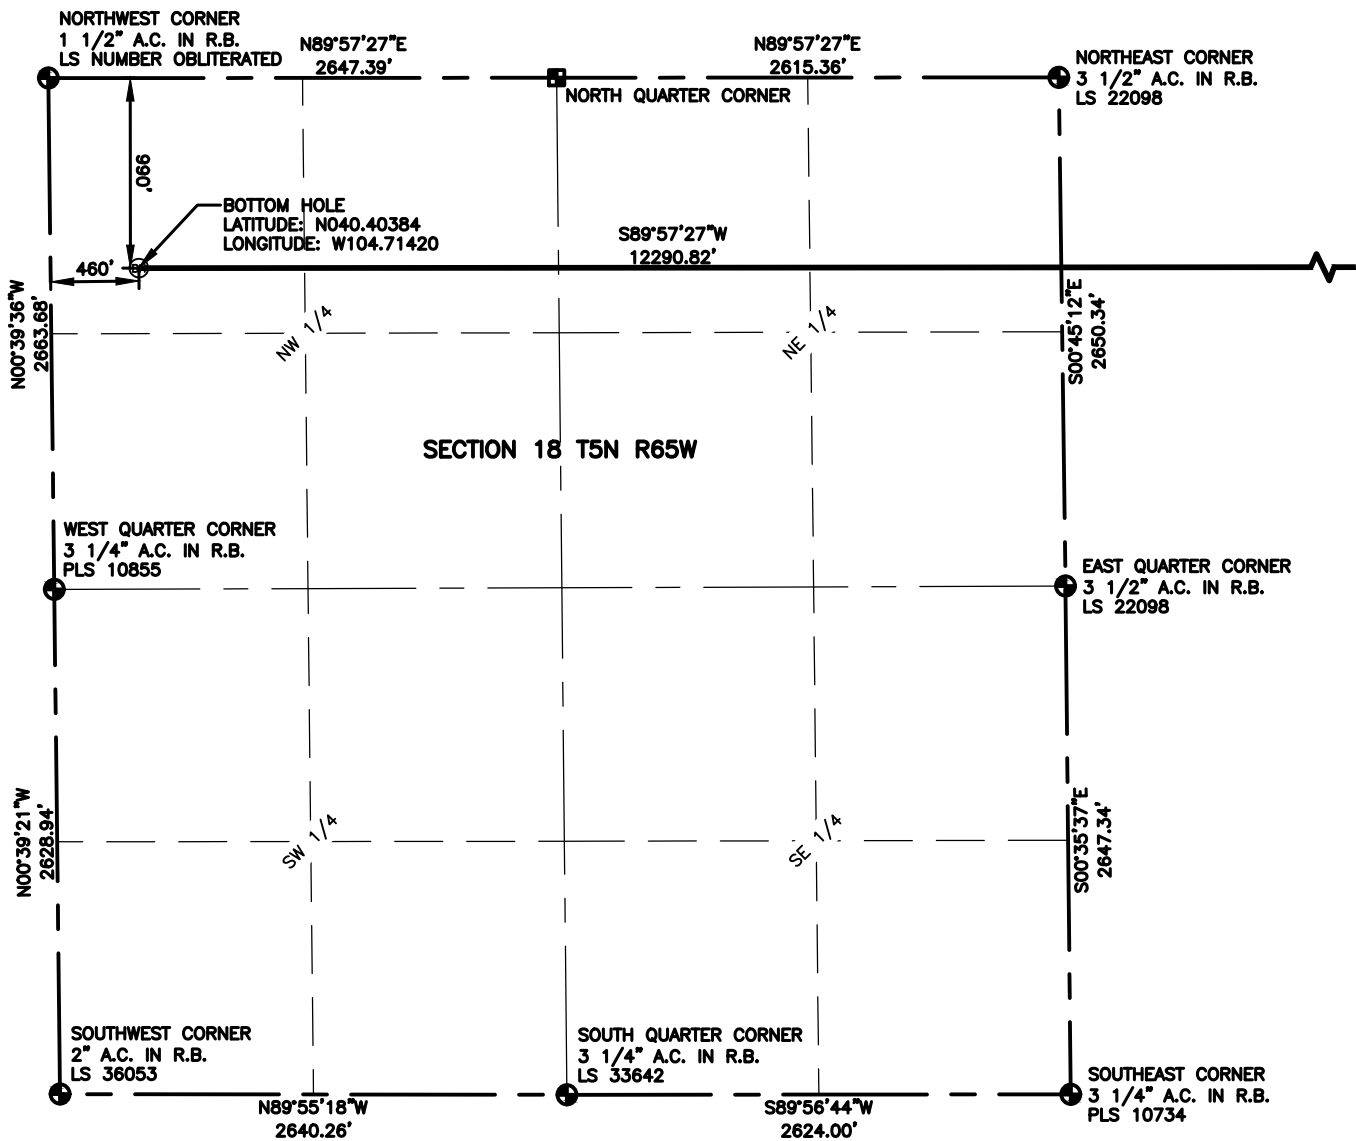 NORTHWEST CORNER
1 1/2" A.C. IN R.B.
LS NUMBER OBLITERATED
N89°57'27"E
2647.39'
N89°57'27"E
2615.36'
NORTHEAST CORNER
3 1/2" A.C. IN R.B.
LS 22098
NORTH QUARTER CORNER
990'
BOTTOM HOLE
LATITUDE: N040.40384
LONGITUDE: W104.71420
S89°57'27"W
12290.82'
460'
N00°39'36"W
2663.68'
NW 1/4
NE 1/4
S00°45'12"E
2650.34'
SECTION 18 T5N R65W
WEST QUARTER CORNER
3 1/4" A.C. IN R.B.
PLS 10855
EAST QUARTER CORNER
3 1/2" A.C. IN R.B.
LS 22098
N00°39'21"W
2628.94'
SW 1/4
SE 1/4
S00°35'37"E
2647.34'
SOUTHWEST CORNER
2" A.C. IN R.B.
LS 36053
SOUTH QUARTER CORNER
3 1/4" A.C. IN R.B.
LS 33642
SOUTHEAST CORNER
3 1/4" A.C. IN R.B.
PLS 10734
N89°55'18"W
2640.26'
S89°56'44"W
2624.00'